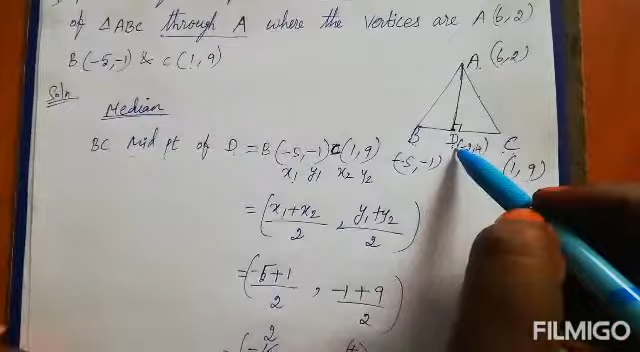 of △ABC through A where the vertices are A(6,2)
B(-5,-1) & C(1,9)
Soln
Median
BC mid pt of D = B(-5,-1) C(1,9)
x₁ y₁ x₂ y₂
= (x₁+x₂/2, y₁+y₂/2)
= (-5+1/2, -1+9/2)
A(6,2)
B
D
C
(-5,-1)
(1,9)
FILMIGO